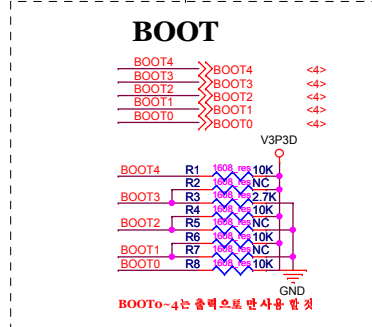 BOOT
BOOT4 BOOT4 <4>
BOOT3 BOOT3 <4>
BOOT2 BOOT2 <4>
BOOT1 BOOT1 <4>
BOOT0 BOOT0 <4>
V3P3D
BOOT4 R1 1608_res 10K
R2 1608_res NC
BOOT3 R3 1608_res 2.7K
R4 1608_res 10K
BOOT2 R5 1608_res NC
R6 1608_res 10K
BOOT1 R7 1608_res NC
BOOT0 R8 1608_res 10K
GND
BOOT0~4는 출력으로 만 사용 할 것